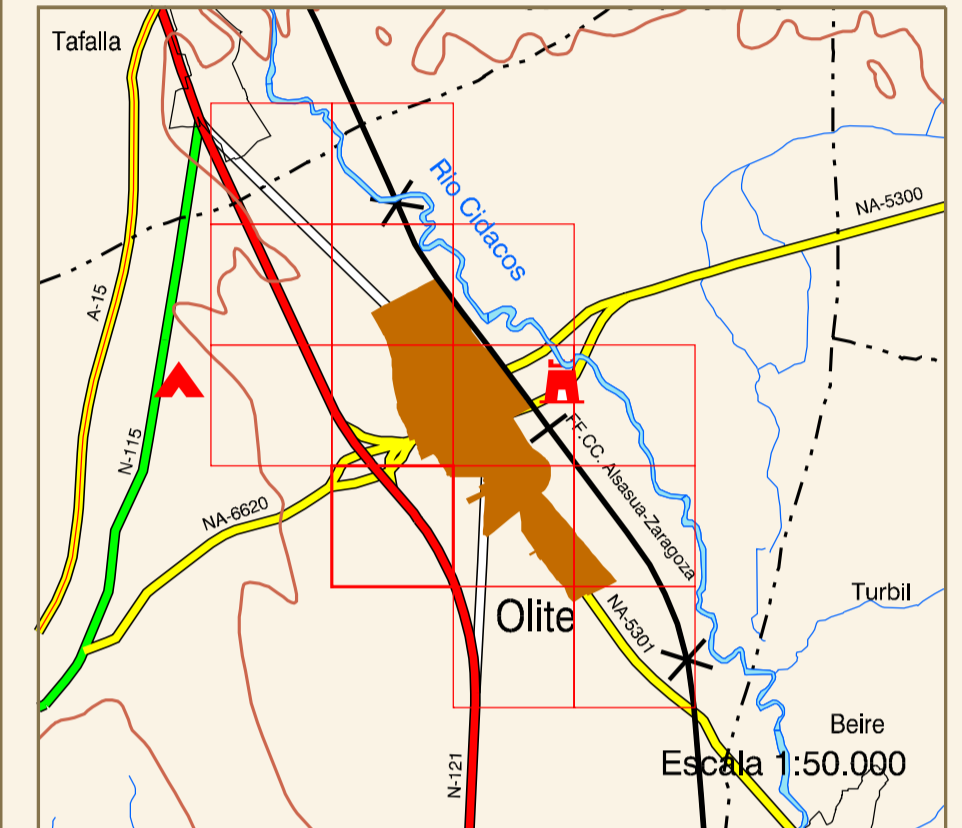 Tafalla
Rio Cidacos
NA-5300
A-15
N-115
FF.CC. Alsasua-Zaragoza
NA-6620
Turbil
Olite
NA-5301
Beire
Escala 1:50.000
N-121